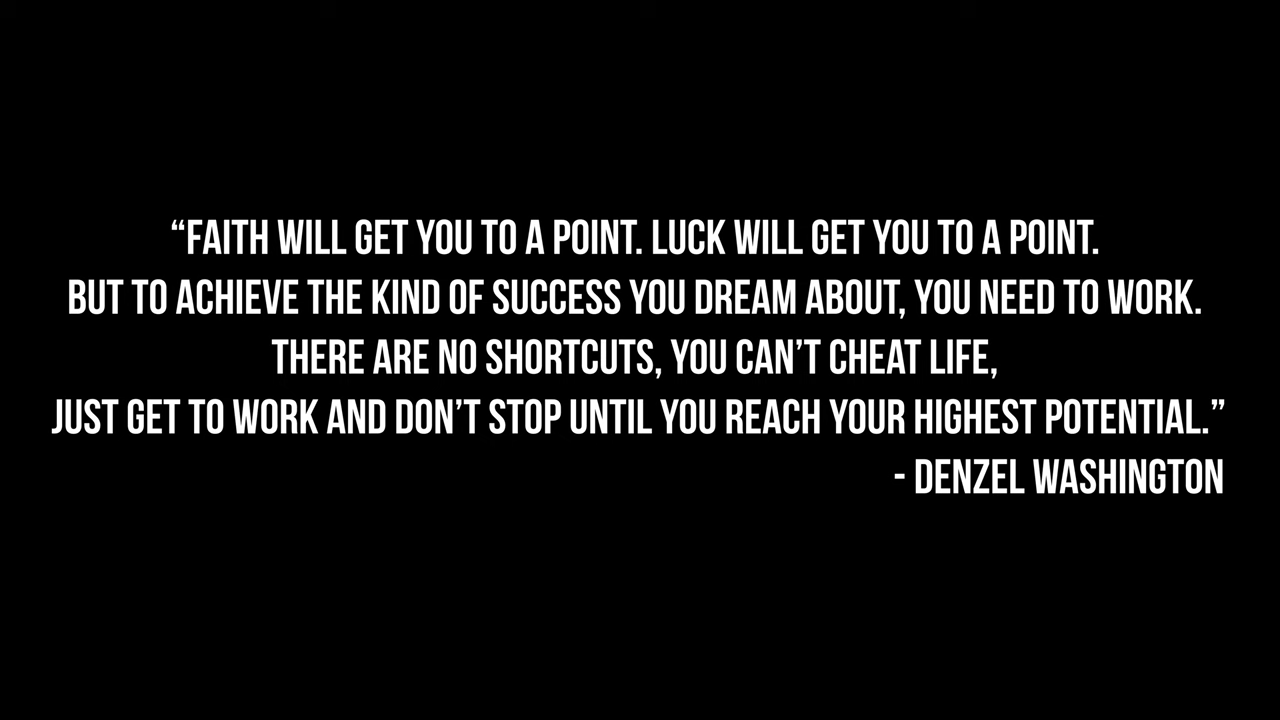 “FAITH WILL GET YOU TO A POINT. LUCK WILL GET YOU TO A POINT.
BUT TO ACHIEVE THE KIND OF SUCCESS YOU DREAM ABOUT, YOU NEED TO WORK.
THERE ARE NO SHORTCUTS, YOU CAN’T CHEAT LIFE,
JUST GET TO WORK AND DON’T STOP UNTIL YOU REACH YOUR HIGHEST POTENTIAL.”
- DENZEL WASHINGTON